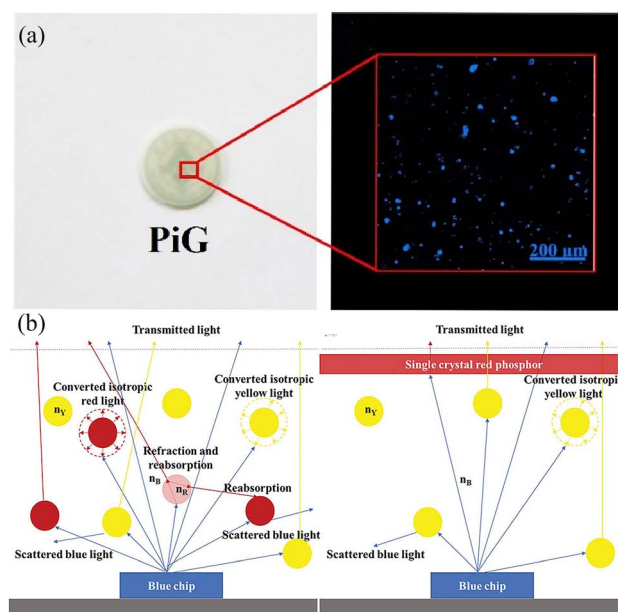 (a)
PiG
200 μm
(b)
Transmitted light
Converted isotropic
red light
Converted isotropic
yellow light
nY
Refraction and
reabsorption
nB
nR
Reabsorption
Scattered blue light
Scattered blue light
Blue chip
Transmitted light
Single crystal red phosphor
Converted isotropic
yellow light
nY
nB
Scattered blue light
Blue chip